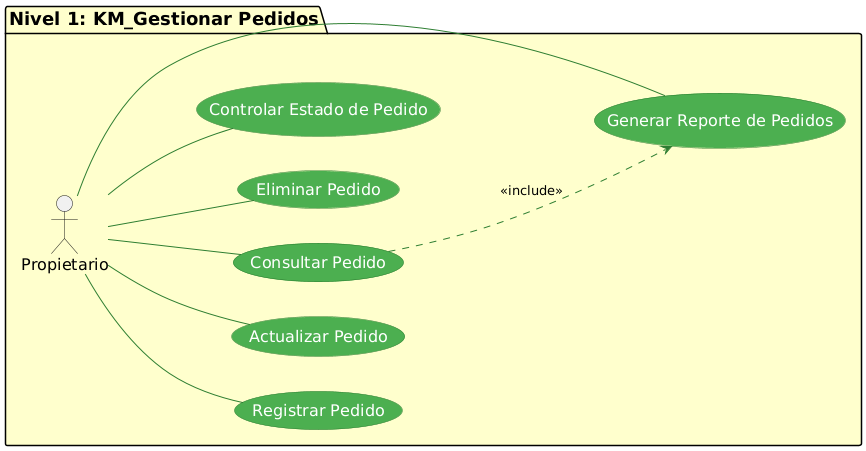 Nivel 1: KM_Gestionar Pedidos
Controlar Estado de Pedido
Generar Reporte de Pedidos
Eliminar Pedido
«include»
Consultar Pedido
Propietario
Actualizar Pedido
Registrar Pedido